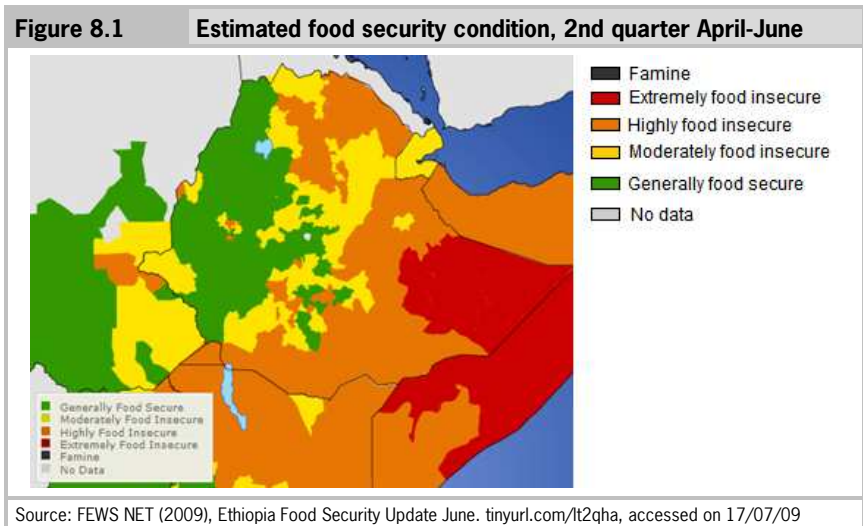 Figure 8.1 Estimated food security condition, 2nd quarter April-June
Famine
Extremely food insecure
Highly food insecure
Moderately food insecure
Generally food secure
No data
Generally Food Secure
Moderately Food Insecure
Highly Food Insecure
Extremely Food Insecure
Famine
No Data
Source: FEWS NET (2009), Ethiopia Food Security Update June. tinyurl.com/lt2qha, accessed on 17/07/09